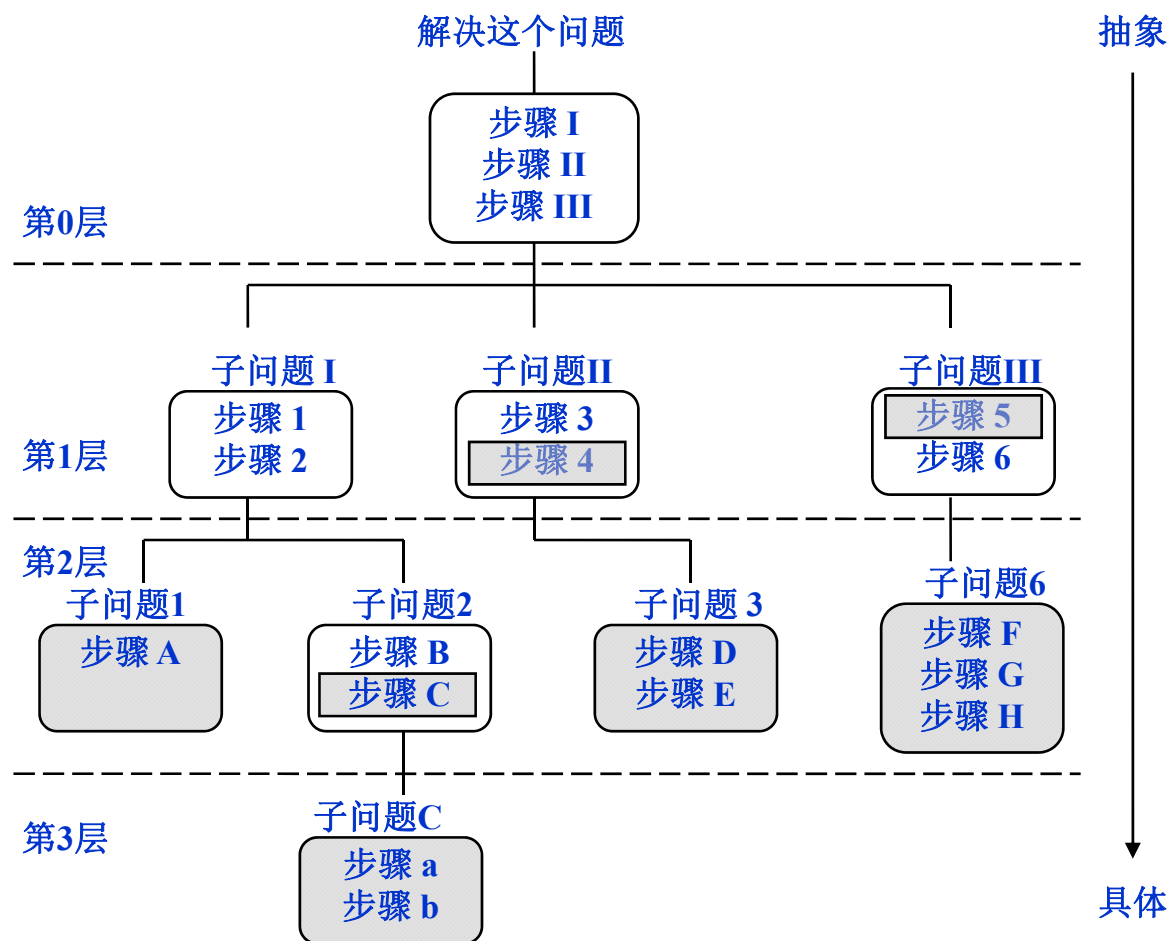 解决这个问题
抽象
步骤 I
步骤 II
步骤 III
第0层
子问题 I
子问题II
子问题III
步骤 1
步骤 2
步骤 3
步骤 4
步骤 5
步骤 6
第1层
第2层
子问题1
子问题2
子问题 3
子问题6
步骤 A
步骤 B
步骤 C
步骤 D
步骤 E
步骤 F
步骤 G
步骤 H
子问题C
第3层
步骤 a
步骤 b
具体